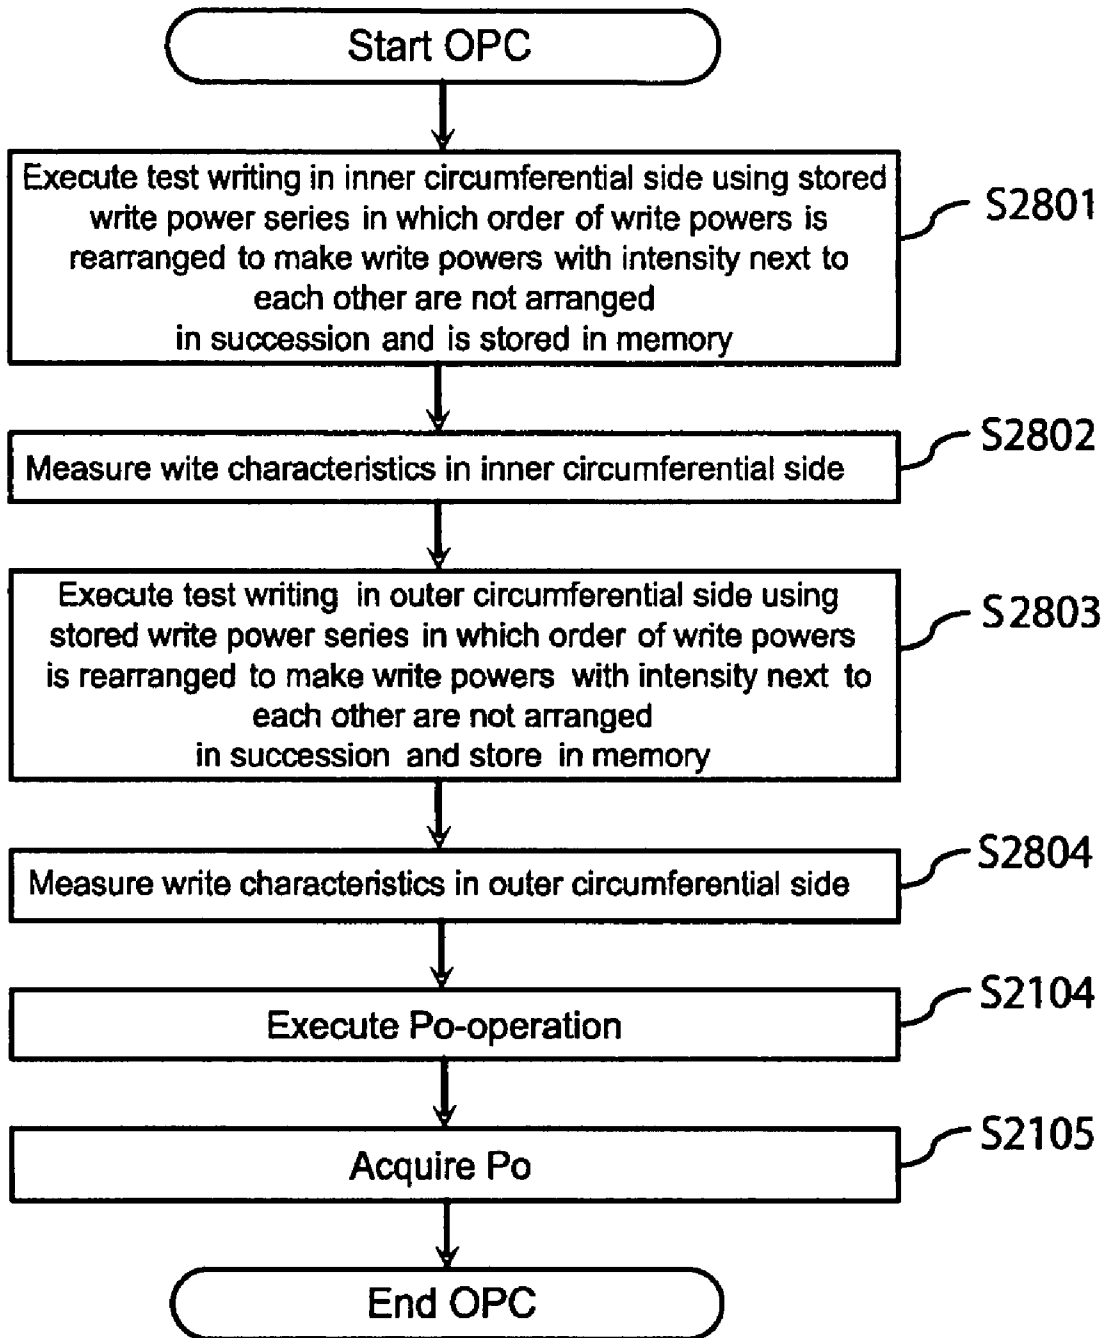 Start OPC
Execute test writing in inner circumferential side using stored
write power series in which order of write powers is
rearranged to make write powers with intensity next to
each other are not arranged
in succession and is stored in memory
S2801
Measure wite characteristics in inner circumferential side
S2802
Execute test writing in outer circumferential side using
stored write power series in which order of write powers
is rearranged to make write powers with intensity next to
each other are not arranged
in succession and store in memory
S2803
Measure write characteristics in outer circumferential side
S2804
Execute Po-operation
S2104
Acquire Po
S2105
End OPC